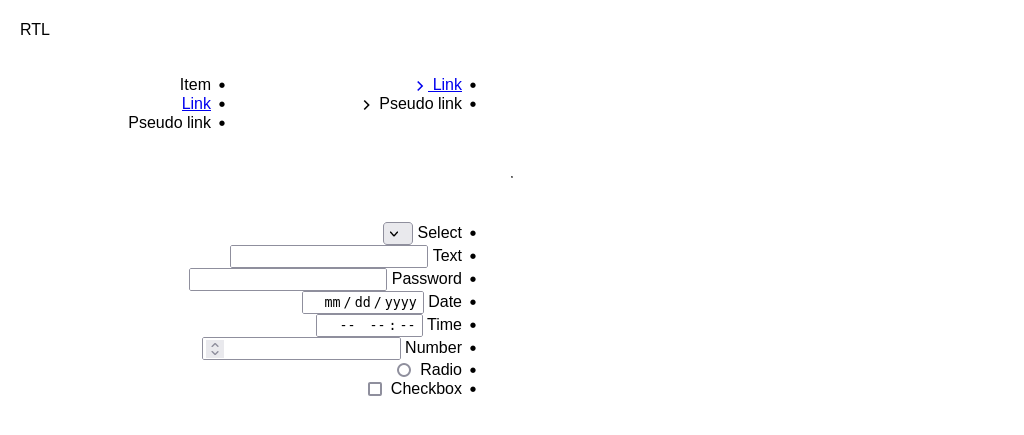 RTL
• Item
• Link
• Pseudo link
• Link
• Pseudo link
• Select
• Text
• Password
• Date mm/dd/yyyy
• Time --:-- --
• Number
• Radio
• Checkbox